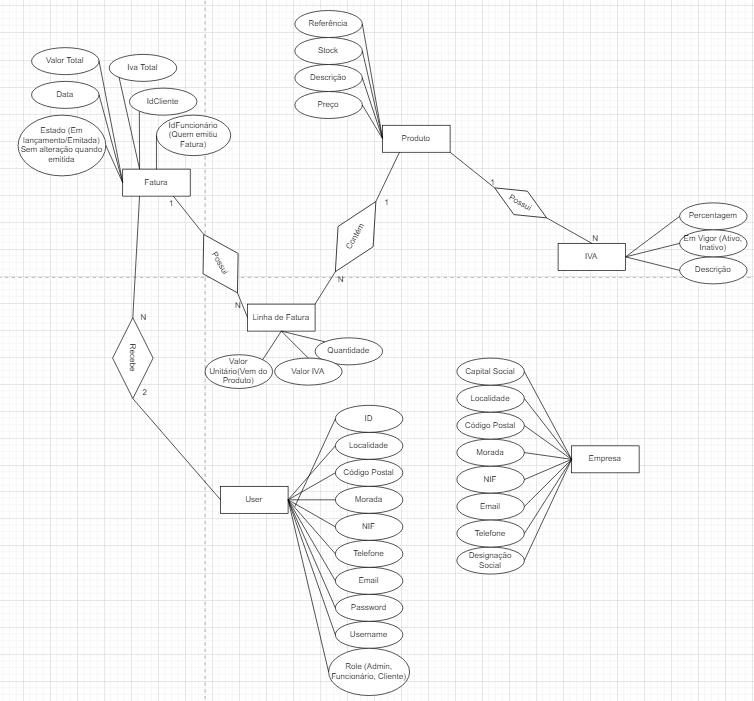 Referência
Stock
Descrição
Preço
Produto
Valor Total
Iva Total
Data
IdCliente
Estado (Em
lançamento/Emitada)
Sem alteração quando
emitida
IdFuncionário
(Quem emitiu
Fatura)
Fatura
1
Possui
N
1
Contém
N
1
Possui
N
IVA
Percentagem
Em Vigor (Ativo,
Inativo)
Descrição
Linha de Fatura
Valor
Unitário(Vem do
Produto)
Valor IVA
Quantidade
N
Recebe
2
User
ID
Localidade
Código Postal
Morada
NIF
Telefone
Email
Password
Username
Role (Admin,
Funcionário, Cliente)
Capital Social
Localidade
Código Postal
Morada
NIF
Email
Telefone
Designação
Social
Empresa